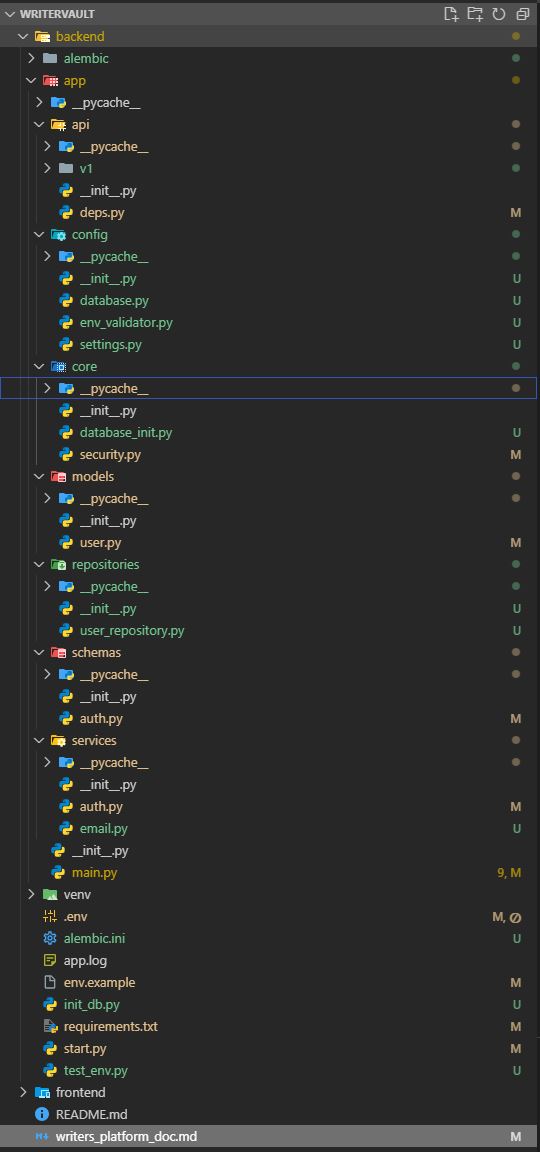 WRITERVAULT
backend
alembic
app
__pycache__
api
__pycache__
v1
__init__.py
deps.py M
config
__pycache__
__init__.py U
database.py U
env_validator.py U
settings.py U
core
__pycache__
__init__.py
database_init.py U
security.py M
models
__pycache__
__init__.py
user.py M
repositories
__pycache__
__init__.py U
user_repository.py U
schemas
__pycache__
__init__.py
auth.py M
services
__pycache__
__init__.py
auth.py M
email.py U
__init__.py
main.py 9, M
venv
.env M,
alembic.ini U
app.log
env.example M
init_db.py U
requirements.txt M
start.py M
test_env.py U
frontend
README.md
writers_platform_doc.md M